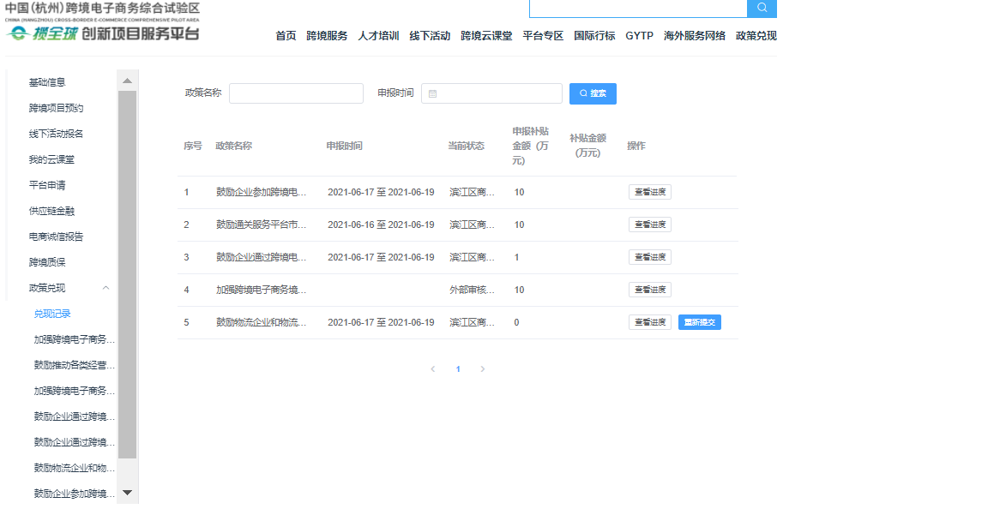 中国(杭州)跨境电子商务综合试验区
CHINA (HANGZHOU) CROSS-BORDER E-COMMERCE COMPREHENSIVE PILOT AREA
揽全球 创新项目服务平台
首页 跨境服务 人才培训 线下活动 跨境云课堂 平台专区 国际行标 GYTP 海外服务网络 政策兑现
基础信息
跨境项目预约
线下活动报名
我的云课堂
平台申请
供应链金融
电商诚信报告
跨境质保
政策兑现
兑现记录
加强跨境电子商务...
鼓励推动各类经营...
加强跨境电子商务...
鼓励企业通过跨境...
鼓励企业通过跨境...
鼓励物流企业和物...
鼓励企业参加跨境...
政策名称 申报时间 搜索
序号 政策名称 申报时间 当前状态 申报补贴金额（万元） 补贴金额（万元） 操作
1 鼓励企业参加跨境电... 2021-06-17 至 2021-06-19 滨江区商... 10 查看进度
2 鼓励通关服务平台市... 2021-06-16 至 2021-06-19 滨江区商... 10 查看进度
3 鼓励企业通过跨境电... 2021-06-17 至 2021-06-19 滨江区商... 1 查看进度
4 加强跨境电子商务境... 外部审核... 10 查看进度
5 鼓励物流企业和物流... 2021-06-17 至 2021-06-19 滨江区商... 0 查看进度 重新提交
1